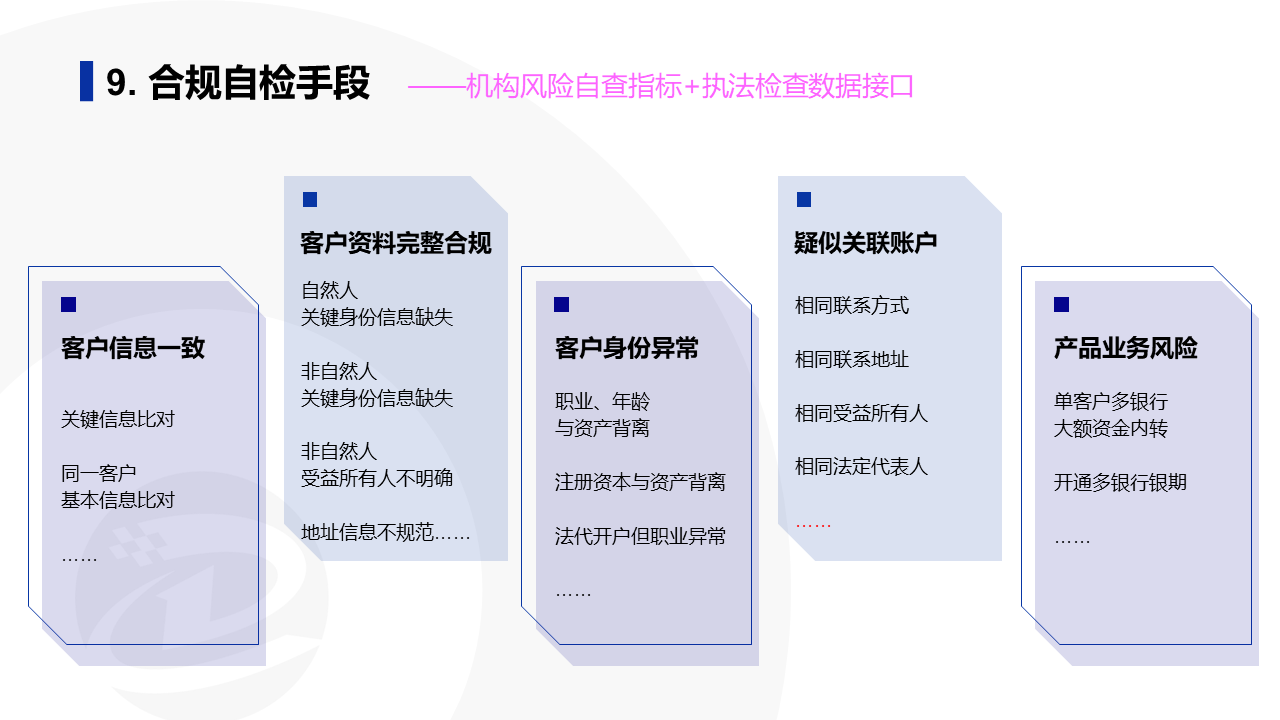 9. 合规自检手段
——机构风险自查指标+执法检查数据接口
客户信息一致
关键信息比对
同一客户
基本信息比对
……
客户资料完整合规
自然人
关键身份信息缺失
非自然人
关键身份信息缺失
非自然人
受益所有人不明确
地址信息不规范……
客户身份异常
职业、年龄
与资产背离
注册资本与资产背离
法代开户但职业异常
……
疑似关联账户
相同联系方式
相同联系地址
相同受益所有人
相同法定代表人
……
产品业务风险
单客户多银行
大额资金内转
开通多银行银期
……